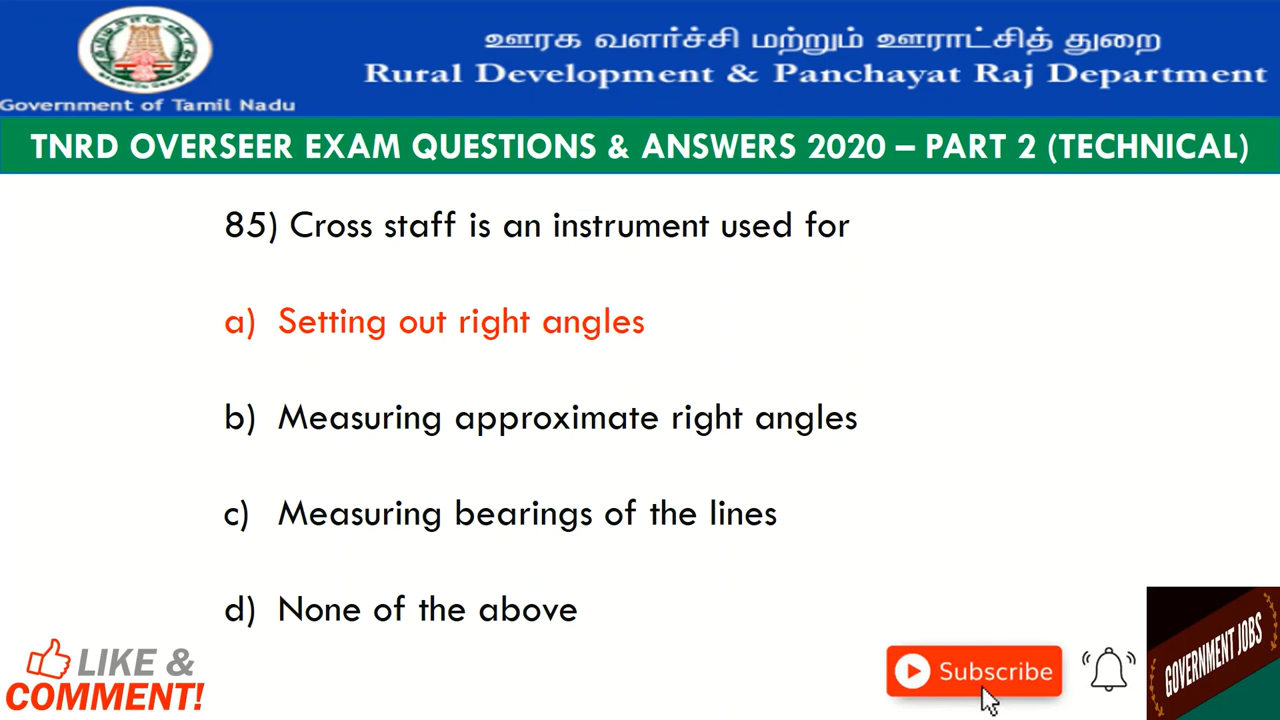 ஊரக வளர்ச்சி மற்றும் ஊராட்சித் துறை
Rural Development & Panchayat Raj Department
Government of Tamil Nadu
TNRD OVERSEER EXAM QUESTIONS & ANSWERS 2020 – PART 2 (TECHNICAL)
85) Cross staff is an instrument used for
a) Setting out right angles
b) Measuring approximate right angles
c) Measuring bearings of the lines
d) None of the above
LIKE &
COMMENT!
Subscribe
GOVERNMENT JOBS